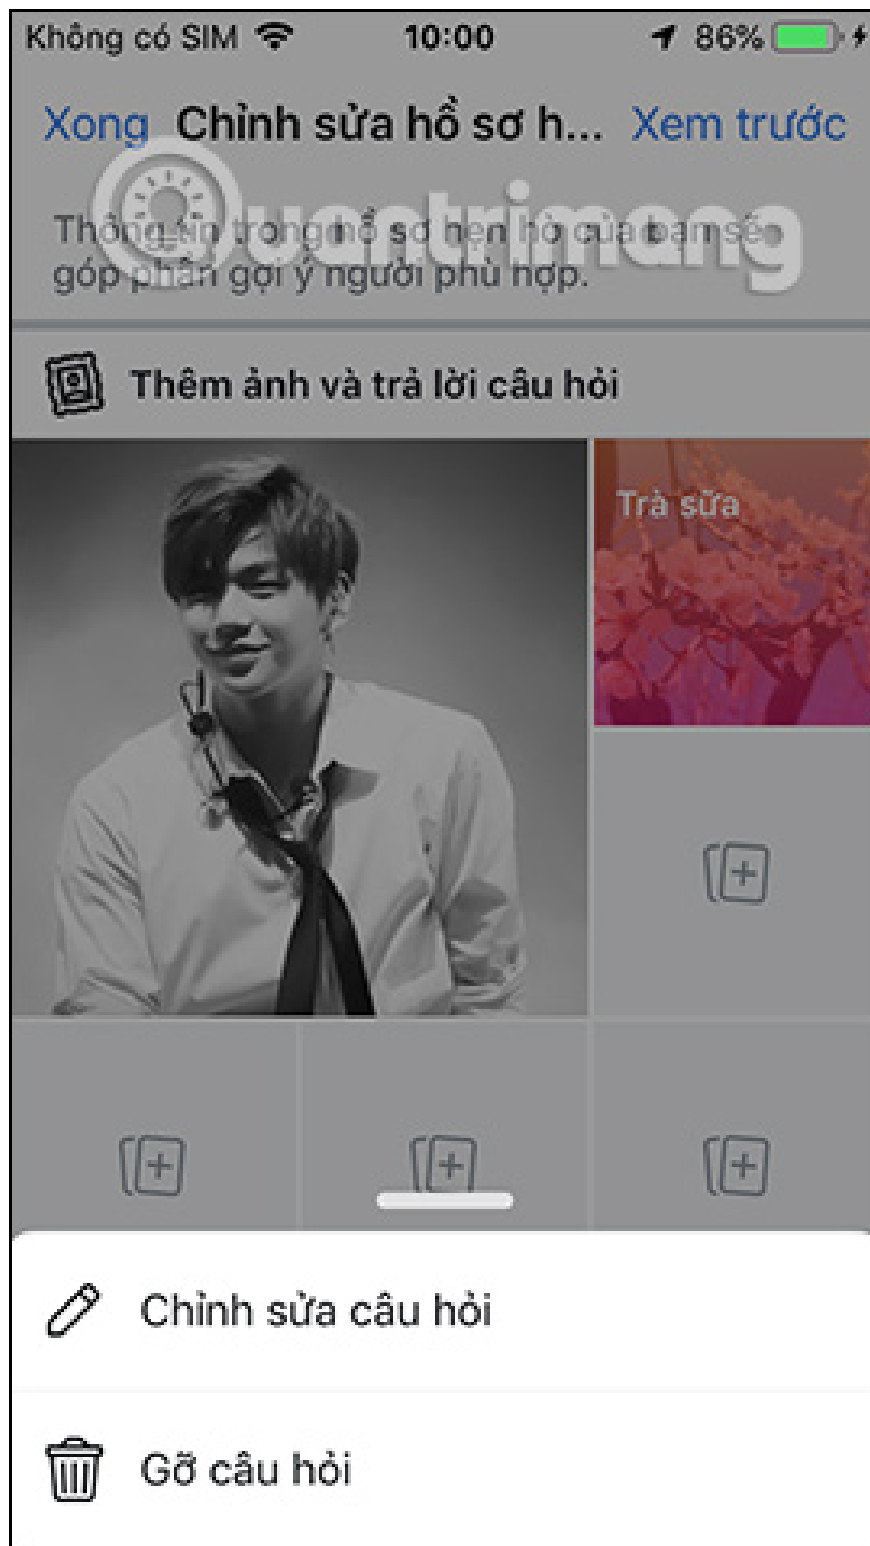 Không có SIM 10:00 86%
Xong Chỉnh sửa hồ sơ h... Xem trước
Quantrimang
Thông tin trong hồ sơ hẹn hò của bạn sẽ
góp phần gợi ý người phù hợp.
Thêm ảnh và trả lời câu hỏi
Trà sữa
Chỉnh sửa câu hỏi
Gỡ câu hỏi